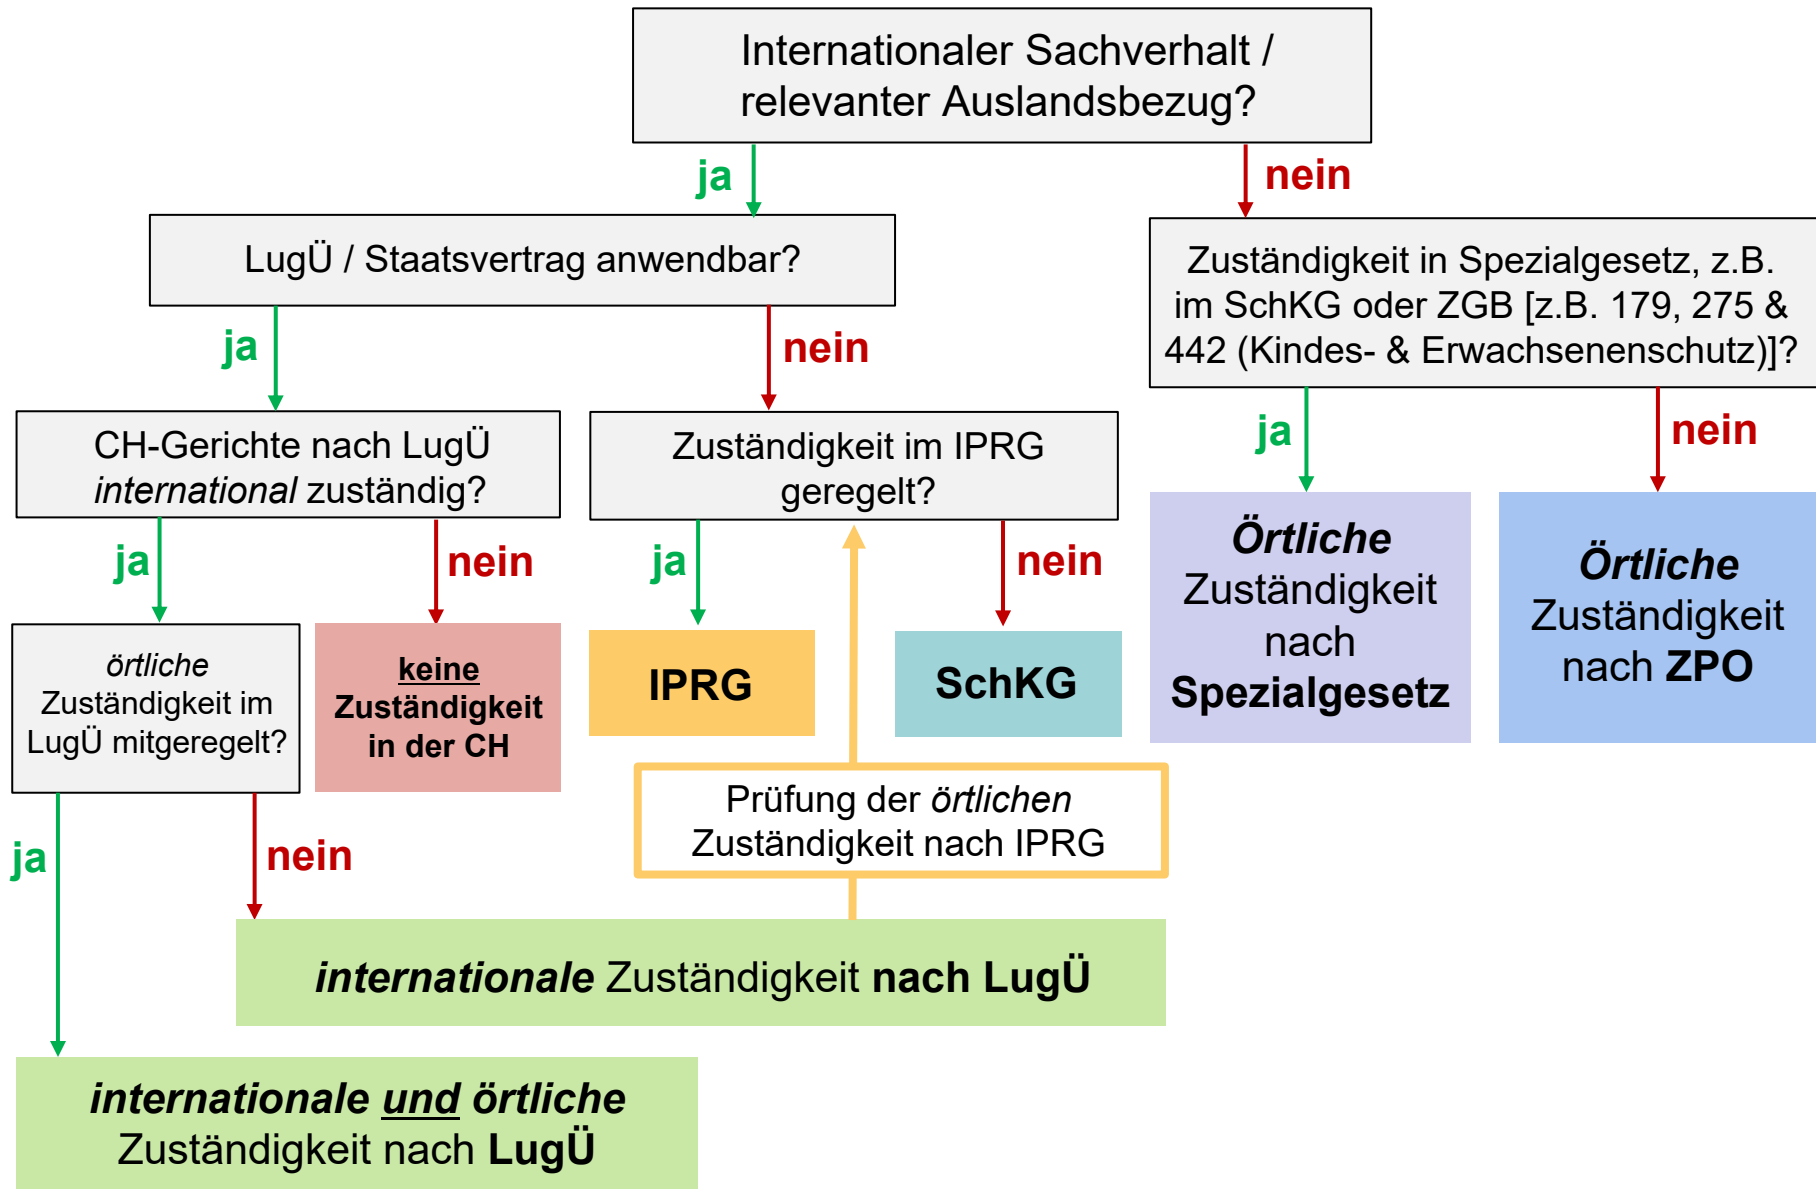 Internationaler Sachverhalt /
relevanter Auslandsbezug?
ja
nein
LugÜ / Staatsvertrag anwendbar?
Zuständigkeit in Spezialgesetz, z.B.
im SchKG oder ZGB [z.B. 179, 275 &
442 (Kindes- & Erwachsenenschutz)]?
ja
nein
ja
nein
CH-Gerichte nach LugÜ
international zuständig?
Zuständigkeit im IPRG
geregelt?
ja
nein
ja
nein
Örtliche
Zuständigkeit
nach
Spezialgesetz
Örtliche
Zuständigkeit
nach ZPO
örtliche
Zuständigkeit im
LugÜ mitgeregelt?
keine
Zuständigkeit
in der CH
IPRG
SchKG
Prüfung der örtlichen
Zuständigkeit nach IPRG
ja
nein
internationale Zuständigkeit nach LugÜ
internationale und örtliche
Zuständigkeit nach LugÜ